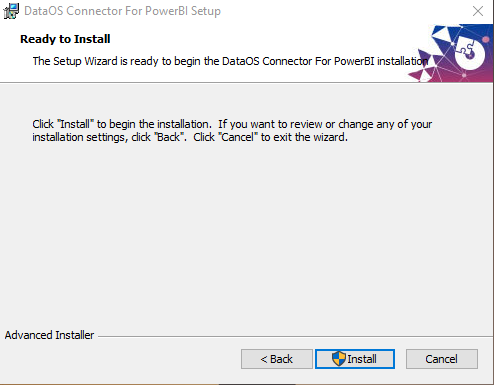 DataOS Connector For PowerBI Setup
Ready to Install
The Setup Wizard is ready to begin the DataOS Connector For PowerBI installation
Click "Install" to begin the installation. If you want to review or change any of your
installation settings, click "Back". Click "Cancel" to exit the wizard.
Advanced Installer
< Back
Install
Cancel